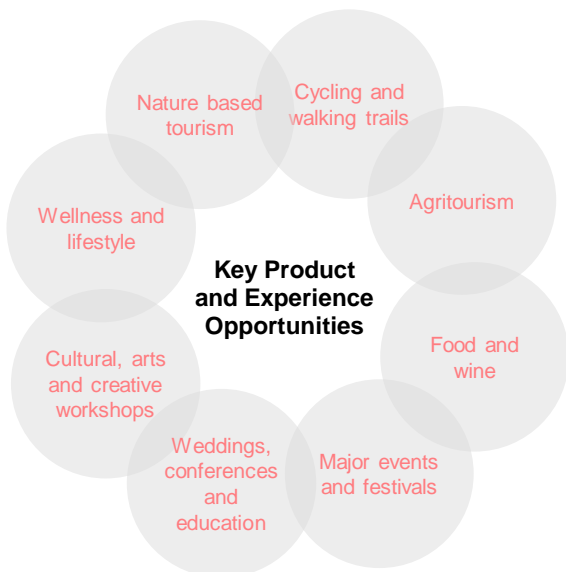 Nature based
tourism
Cycling and
walking trails
Agritourism
Wellness and
lifestyle
Key Product
and Experience
Opportunities
Food and
wine
Cultural, arts
and creative
workshops
Weddings,
conferences
and
education
Major events
and festivals